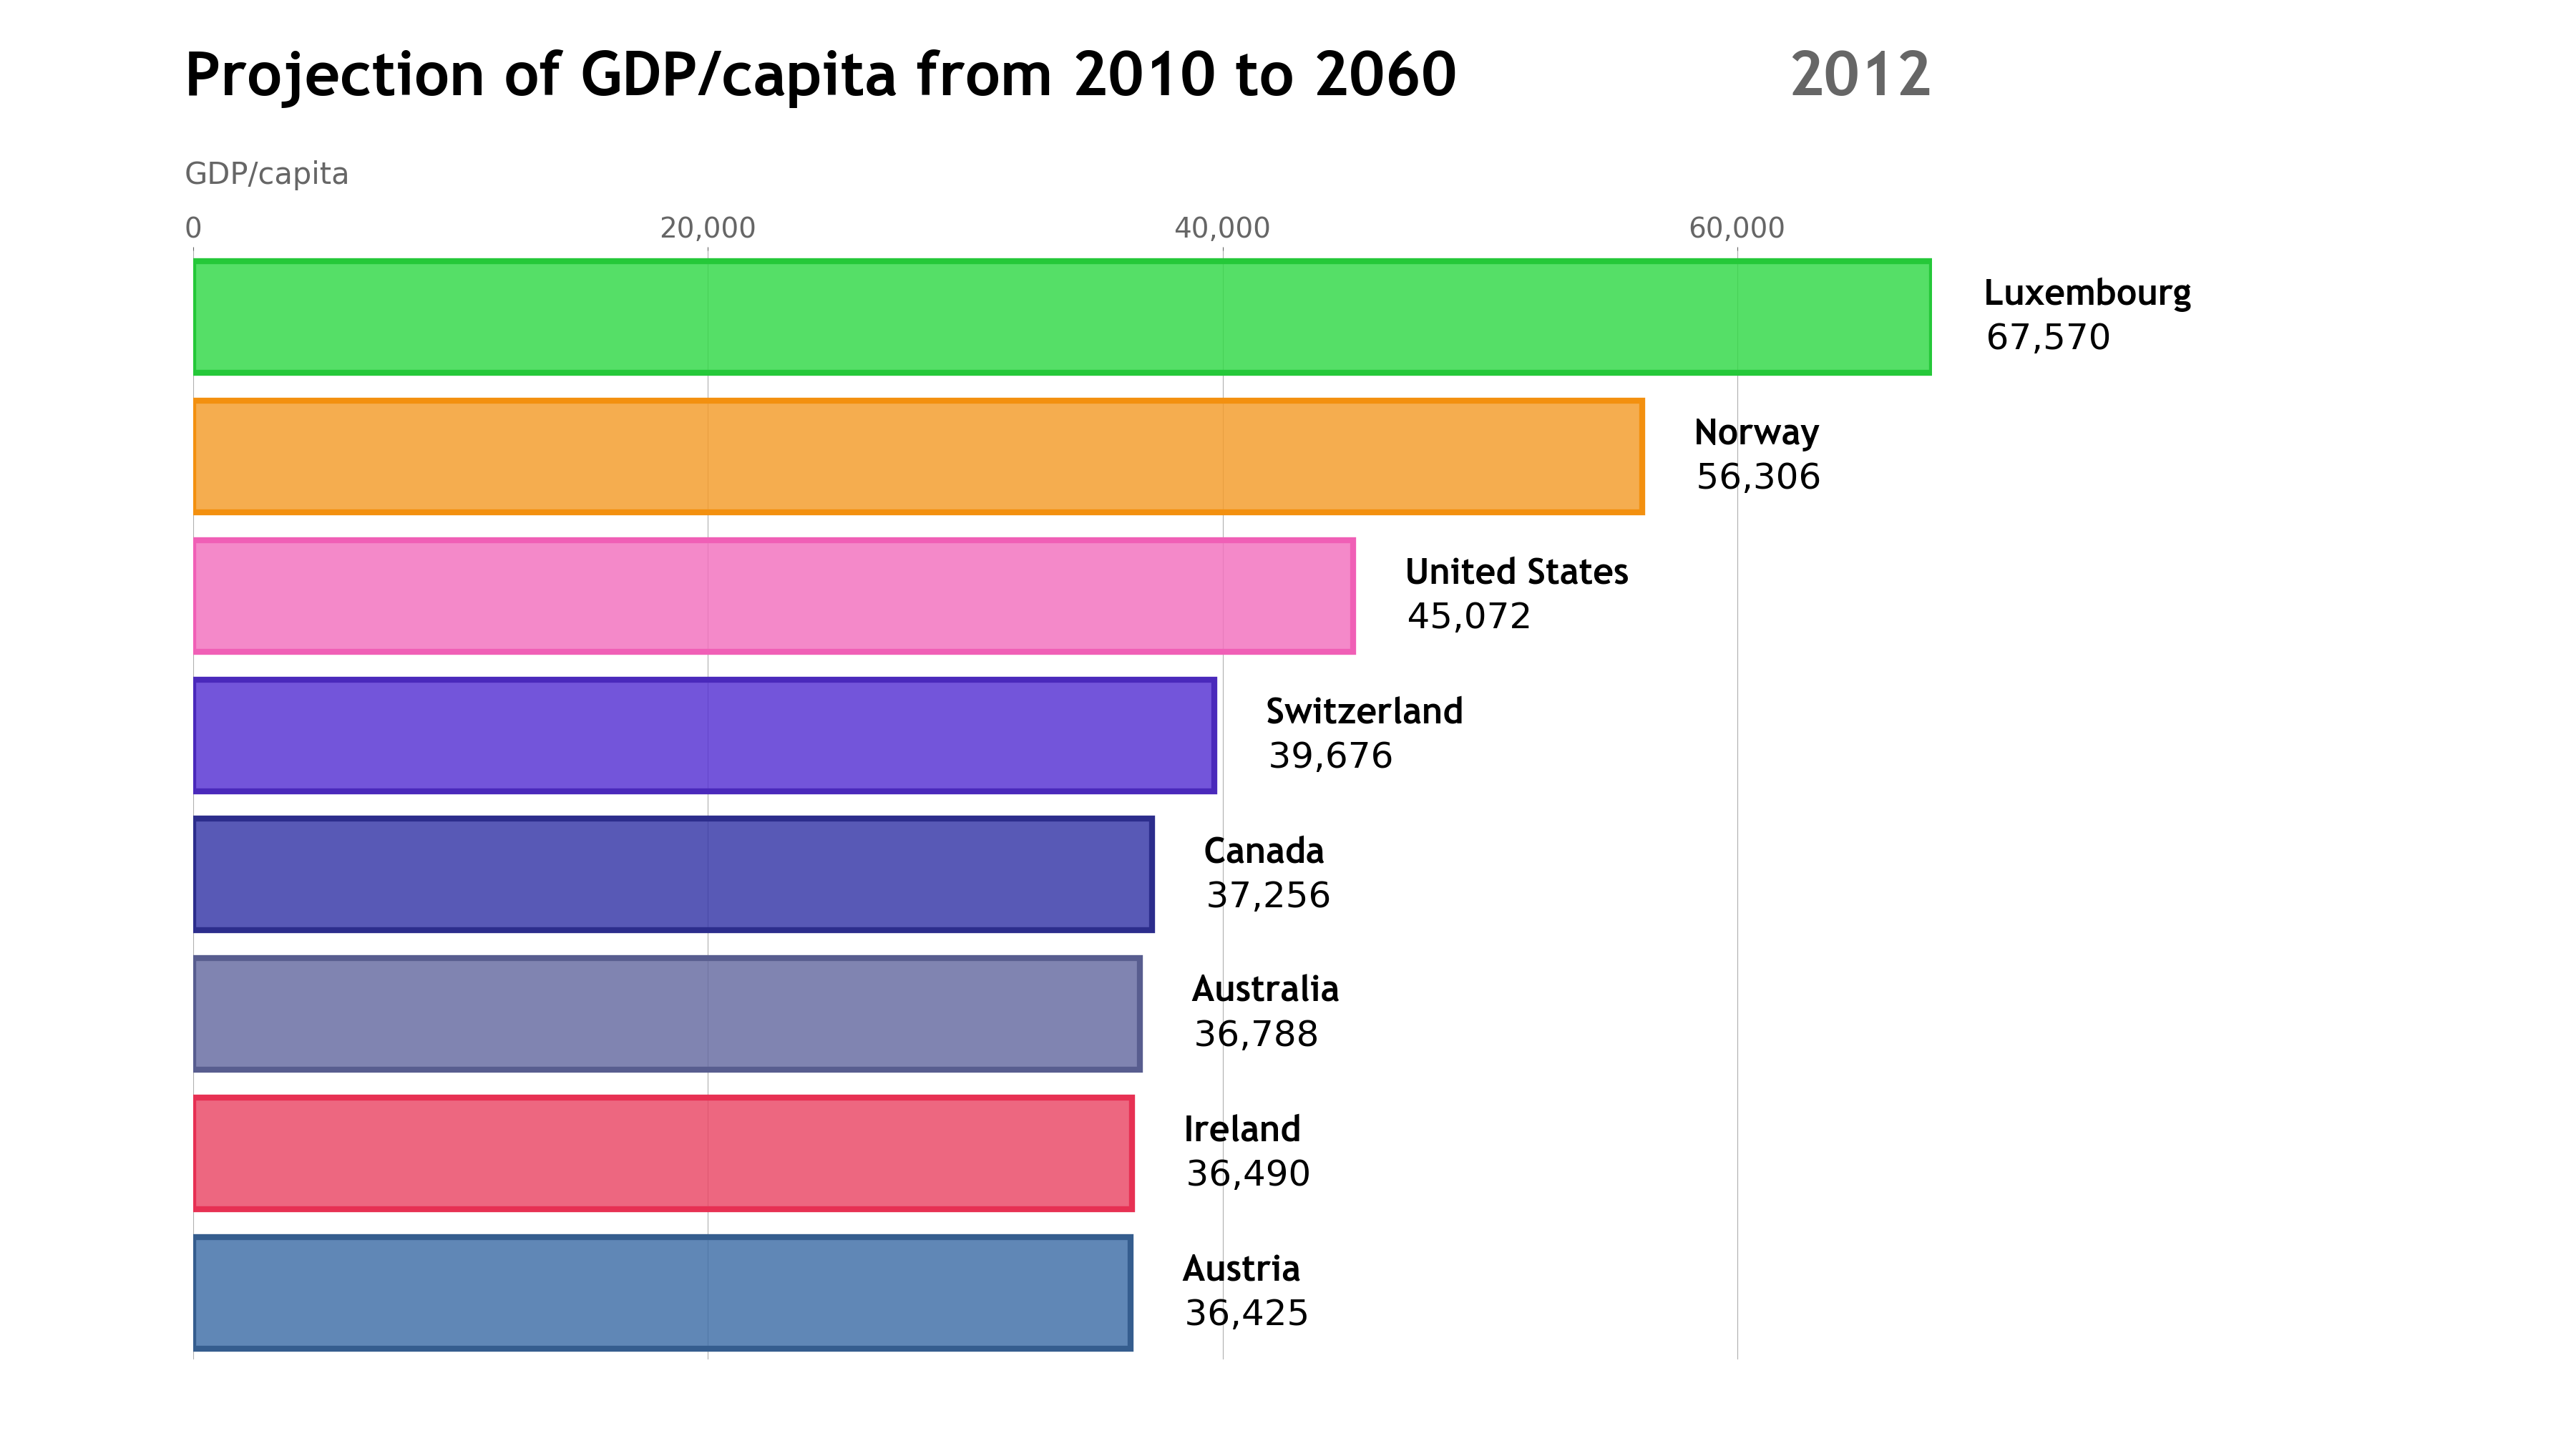 Projection of GDP/capita from 2010 to 2060 2012
GDP/capita
0 20,000 40,000 60,000
Luxembourg
67,570
Norway
56,306
United States
45,072
Switzerland
39,676
Canada
37,256
Australia
36,788
Ireland
36,490
Austria
36,425